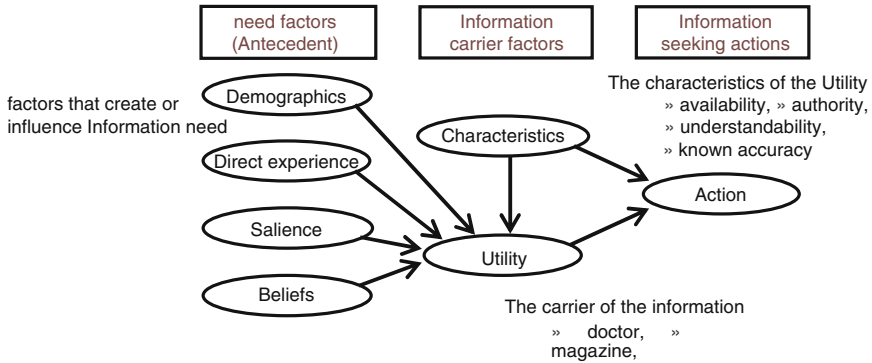 need factors
(Antecedent)
Information
carrier factors
Information
seeking actions
factors that create or
influence Information need
Demographics
Direct experience
Salience
Beliefs
Characteristics
Utility
The characteristics of the Utility
» availability, » authority,
» understandability,
» known accuracy
Action
The carrier of the information
» doctor, »
magazine,